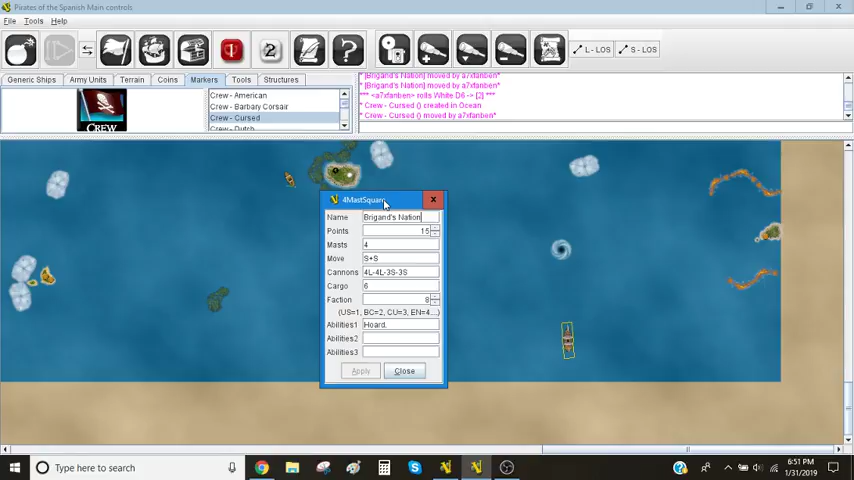 Pirates of the Spanish Main controls
File Tools Help
L - LOS
S - LOS
Generic Ships Army Units Terrain Coins Markers Tools Structures
* [Brigand's Nation] moved by a7xfanben*
* [Brigand's Nation] moved by a7xfanben*
*** <a7xfanben> rolls White D6 -> [2] ***
* Crew - Cursed () created in Ocean
* Crew - Cursed () moved by a7xfanben*
CREW
Crew - American
Crew - Barbary Corsair
Crew - Cursed
Crew - Dutch
4MastSquare
Name Brigand's Nation
Points 15
Masts 4
Move S+S
Cannons 4L-4L-3S-3S
Cargo 6
Faction 8
(US=1, BC=2, CU=3, EN=4...)
Abilities1 Hoard.
Abilities2
Abilities3
Apply Close
Type here to search
6:51 PM
1/31/2019